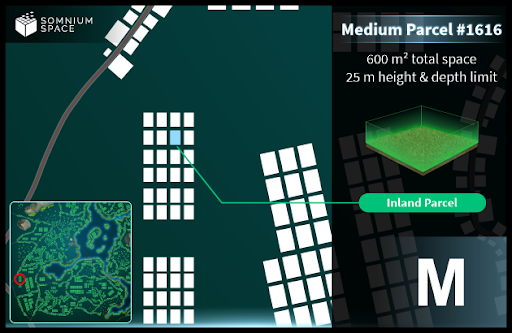 SOMNIUM
SPACE
Medium Parcel #1616
600 m² total space
25 m height & depth limit
Inland Parcel
M